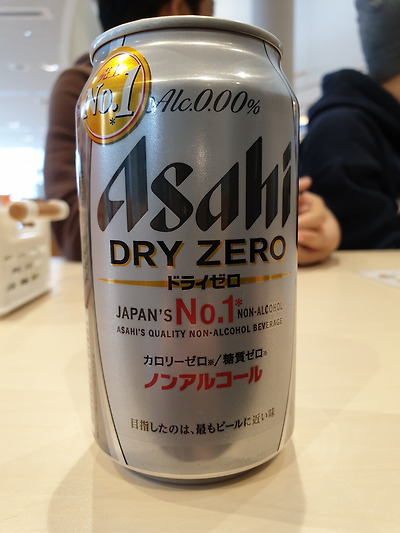 No.1*
Alc.0.00%
Asahi
DRY ZERO
ドライゼロ
JAPAN'S No.1* NON-ALCOHOL
ASAHI'S QUALITY NON-ALCOHOL BEVERAGE
カロリーゼロ※/糖質ゼロ※
ノンアルコール
目指したのは、最もビールに近い味